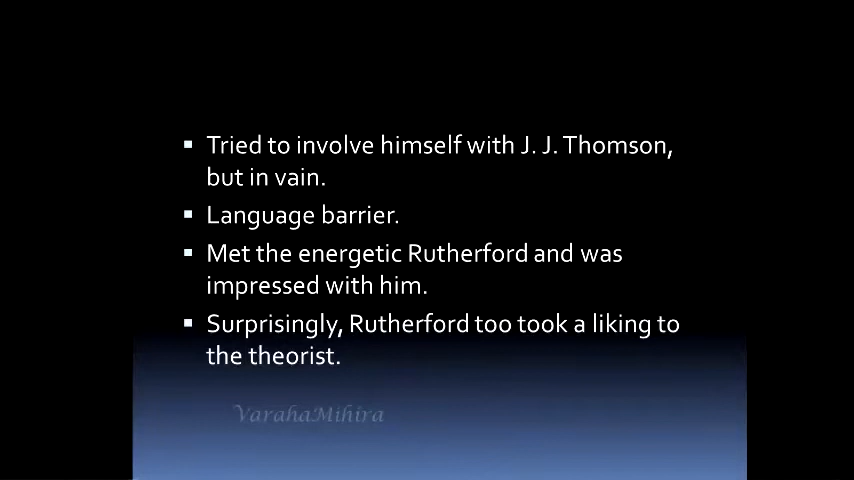 ▪ Tried to involve himself with J. J. Thomson,
but in vain.
▪ Language barrier.
▪ Met the energetic Rutherford and was
impressed with him.
▪ Surprisingly, Rutherford too took a liking to
the theorist.
VarahaMihira